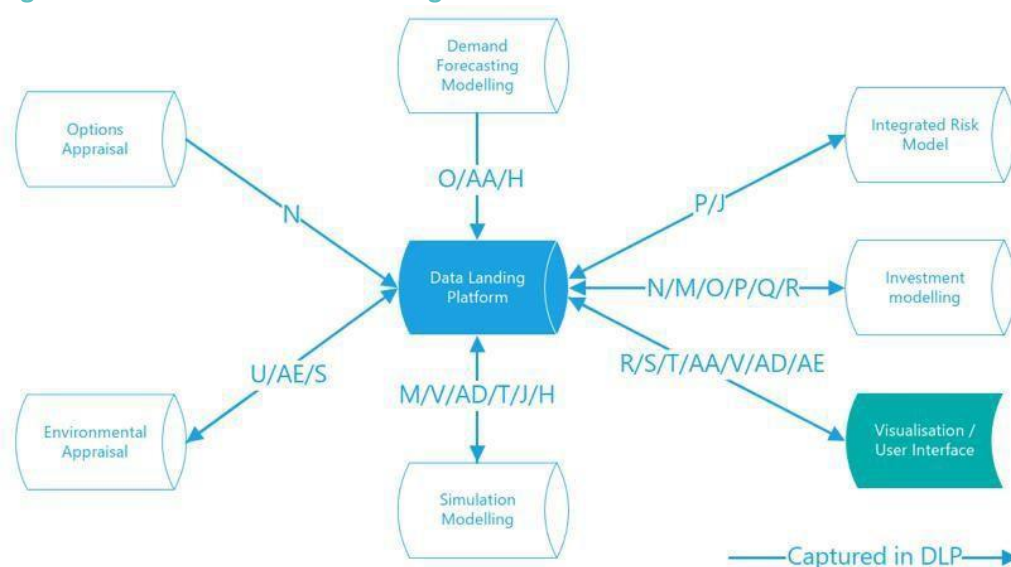 Demand
Forecasting
Modelling
Options
Appraisal
Integrated Risk
Model
O/AA/H
N
P/J
Data Landing
Platform
N/M/O/P/Q/R
Investment
modelling
U/AE/S
M/V/AD/T/J/H
R/S/T/AA/V/AD/AE
Environmental
Appraisal
Visualisation /
User Interface
Simulation
Modelling
Captured in DLP